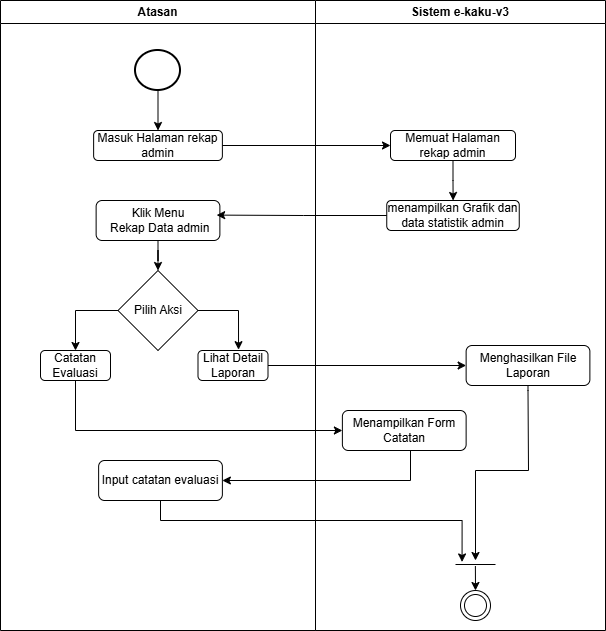 Atasan
Sistem e-kaku-v3
Masuk Halaman rekap
admin
Memuat Halaman
rekap admin
Klik Menu
Rekap Data admin
menampilkan Grafik dan
data statistik admin
Pilih Aksi
Catatan
Evaluasi
Lihat Detail
Laporan
Menghasilkan File
Laporan
Menampilkan Form
Catatan
Input catatan evaluasi